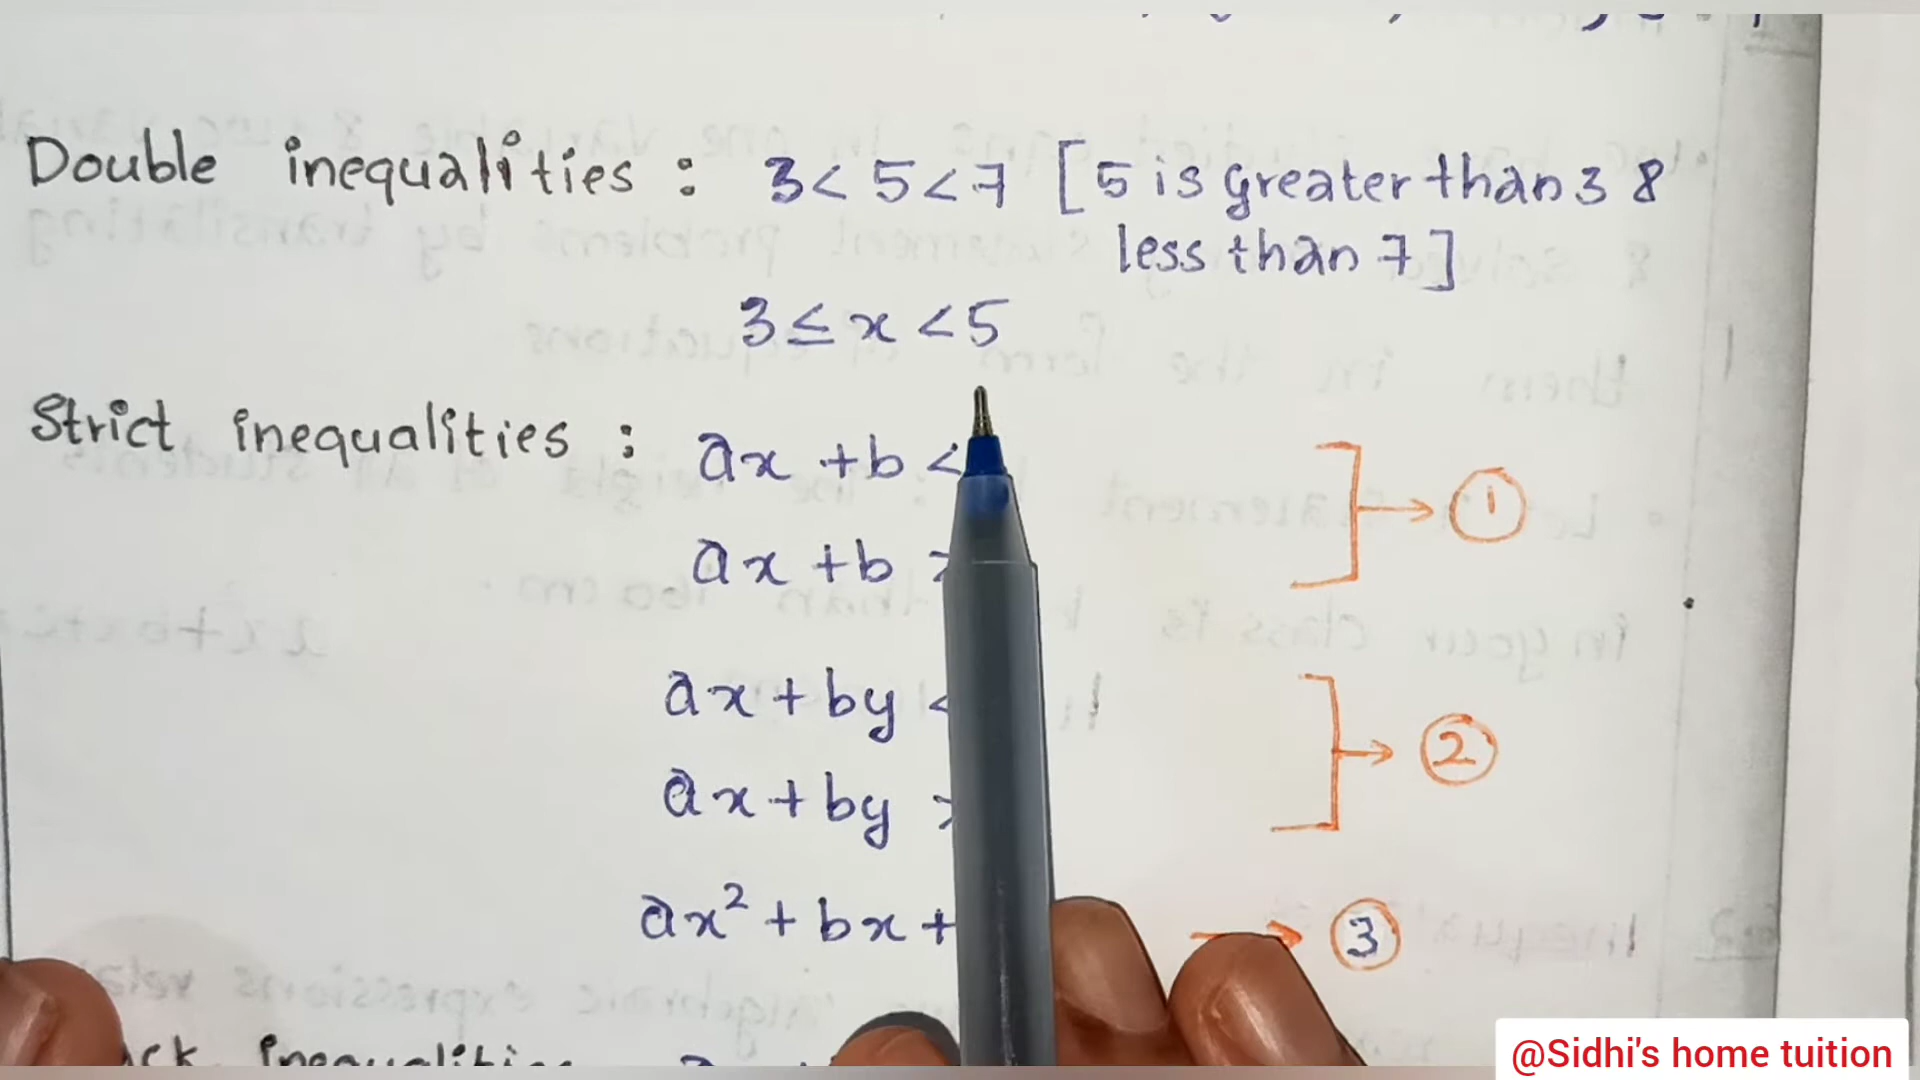 Double inequalities : 3 < 5 < 7 [5 is greater than 3 &
less than 7]
3 ≤ x < 5
Strict inequalities : ax + b <
ax + b > → ①
ax + by <
ax + by > → ②
ax² + bx + → ③
inequalities
@Sidhi's home tuition